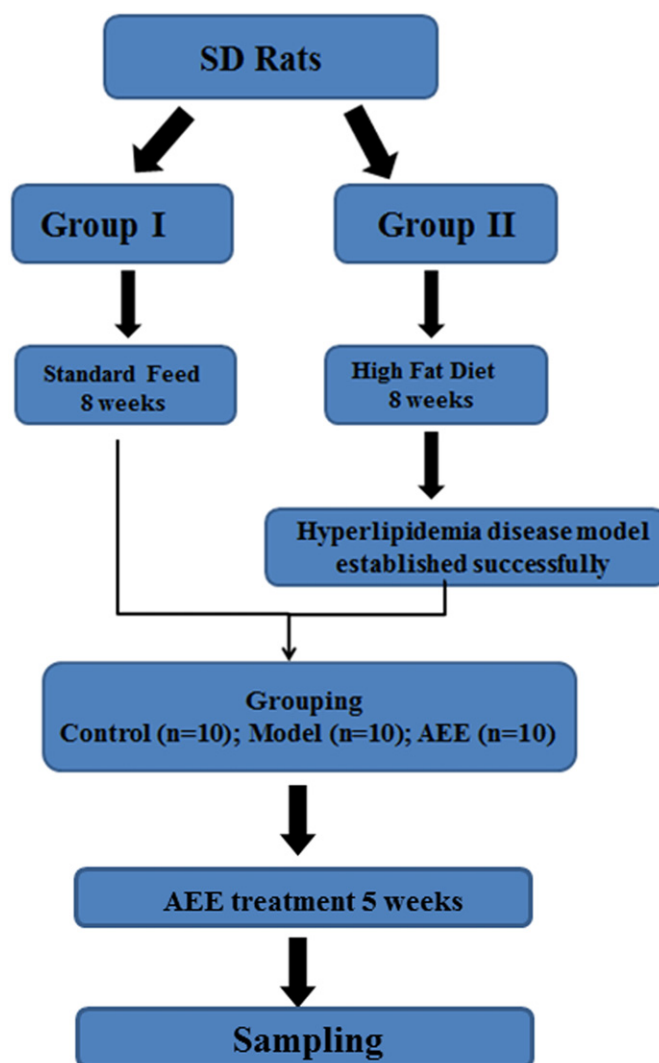 SD Rats
Group I
Group II
Standard Feed
8 weeks
High Fat Diet
8 weeks
Hyperlipidemia disease model
established successfully
Grouping
Control (n=10); Model (n=10); AEE (n=10)
AEE treatment 5 weeks
Sampling